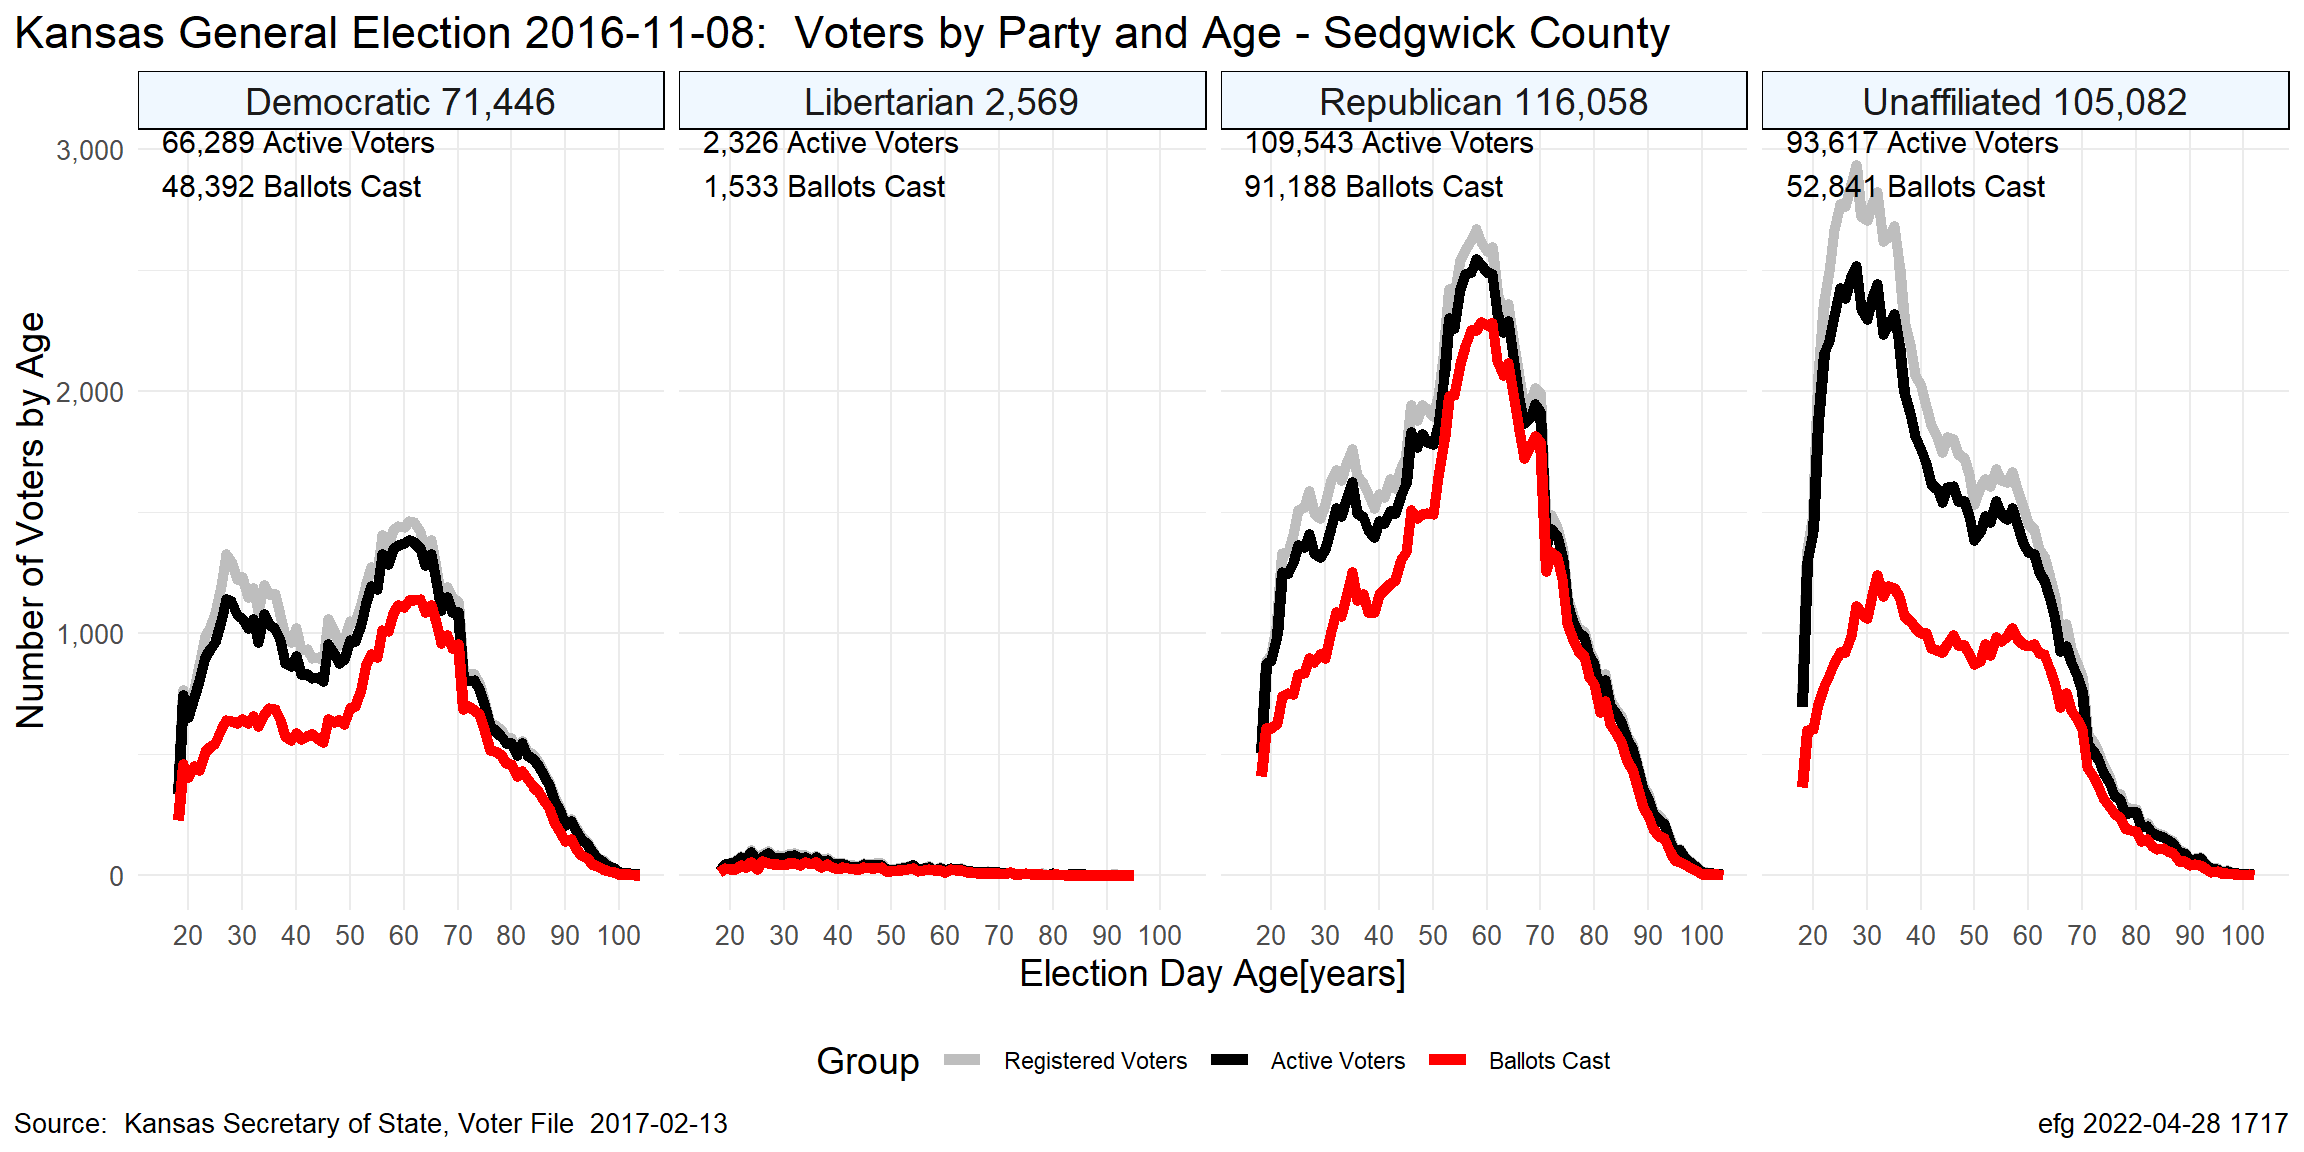 Kansas General Election 2016-11-08:  Voters by Party and Age - Sedgwick County
Democratic 71,446
Libertarian 2,569
Republican 116,058
Unaffiliated 105,082
66,289 Active Voters
48,392 Ballots Cast
2,326 Active Voters
1,533 Ballots Cast
109,543 Active Voters
91,188 Ballots Cast
93,617 Active Voters
52,841 Ballots Cast
Number of Voters by Age
3,000
2,000
1,000
0
20 30 40 50 60 70 80 90 100
20 30 40 50 60 70 80 90 100
20 30 40 50 60 70 80 90 100
20 30 40 50 60 70 80 90 100
Election Day Age[years]
Group Registered Voters Active Voters Ballots Cast
Source:  Kansas Secretary of State, Voter File  2017-02-13
efg 2022-04-28 1717